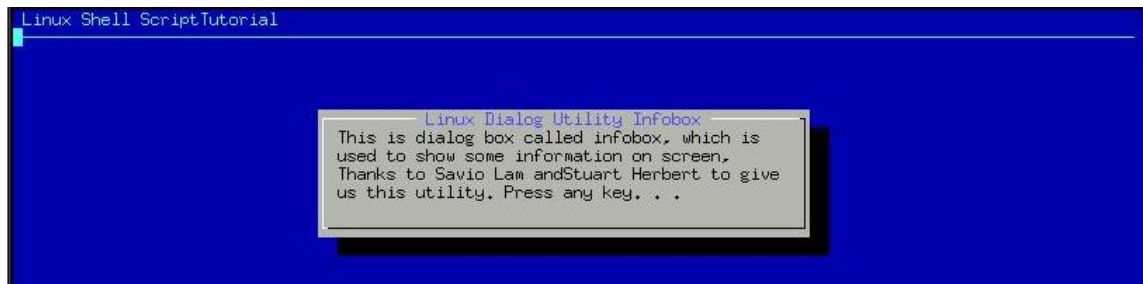 Linux Shell ScriptTutorial
Linux Dialog Utility Infobox
This is dialog box called infobox, which is
used to show some information on screen,
Thanks to Savio Lam andStuart Herbert to give
us this utility. Press any key. . .